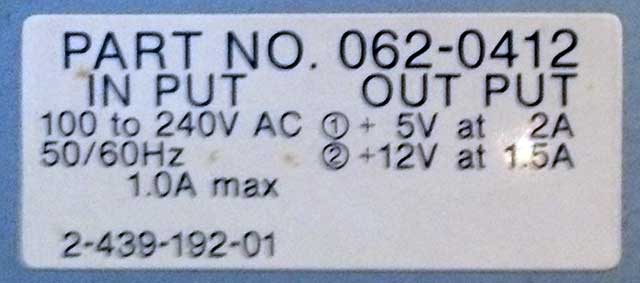 PART NO. 062-0412
IN PUT OUT PUT
100 to 240V AC ① + 5V at 2A
50/60Hz ② +12V at 1.5A
1.0A max
2-439-192-01